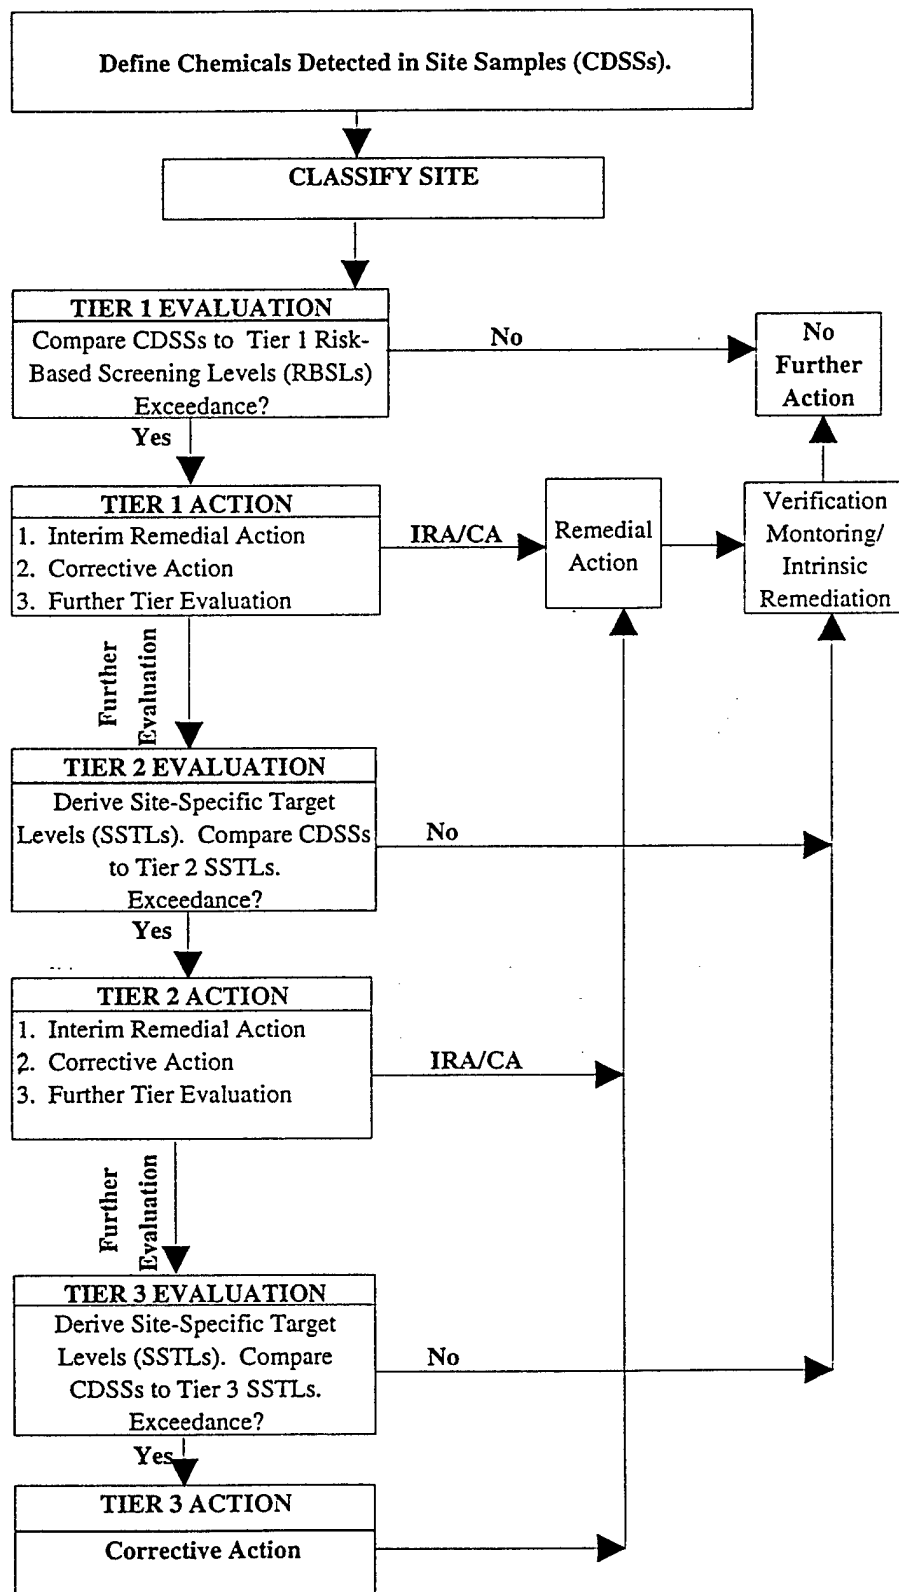 Define Chemicals Detected in Site Samples (CDSSs).
CLASSIFY SITE
TIER 1 EVALUATION
Compare CDSSs to Tier 1 Risk-
Based Screening Levels (RBSLs)
Exceedance?
No
No
Further
Action
Yes
TIER 1 ACTION
1. Interim Remedial Action
2. Corrective Action
3. Further Tier Evaluation
IRA/CA
Remedial
Action
Verification
Montoring/
Intrinsic
Remediation
Further
Evaluation
TIER 2 EVALUATION
Derive Site-Specific Target
Levels (SSTLs). Compare CDSSs
to Tier 2 SSTLs.
Exceedance?
No
Yes
TIER 2 ACTION
1. Interim Remedial Action
2. Corrective Action
3. Further Tier Evaluation
IRA/CA
Further
Evaluation
TIER 3 EVALUATION
Derive Site-Specific Target
Levels (SSTLs). Compare
CDSSs to Tier 3 SSTLs.
Exceedance?
No
Yes
TIER 3 ACTION
Corrective Action